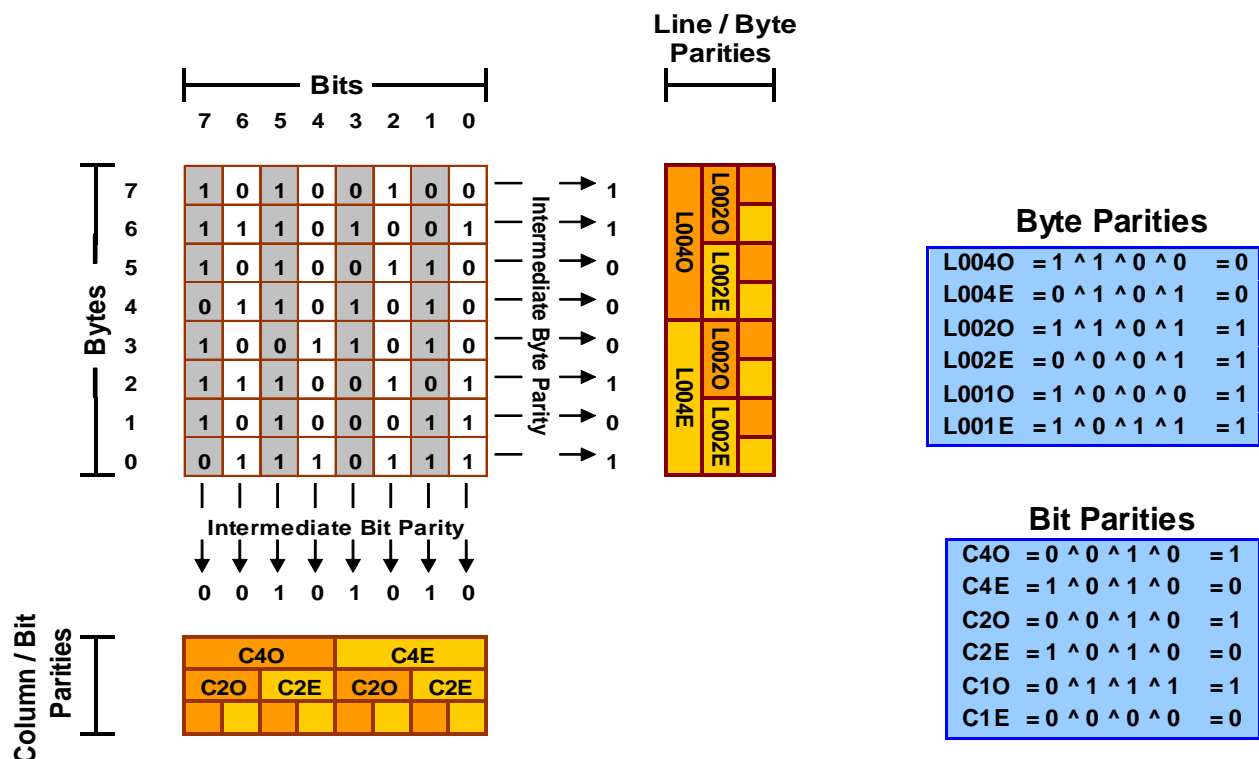 Line / Byte
Parities
Bits
7 6 5 4 3 2 1 0
Bytes
7 1 0 1 0 0 1 0 0 1
6 1 1 1 0 1 0 0 1 1
5 1 0 1 0 0 1 1 0 0
4 0 1 1 0 1 0 1 0 0
3 1 0 0 1 1 0 1 0 0
2 1 1 1 0 0 1 0 1 1
1 1 0 1 0 0 0 1 1 0
0 0 1 1 1 0 1 1 1 1
Intermediate Byte Parity
L004O
L004E
L002O
L002E
L002O
L002E
Intermediate Bit Parity
0 0 1 0 1 0 1 0
Column / Bit
Parities
C4O C4E
C2O C2E C2O C2E
Byte Parities
L004O = 1 ^ 1 ^ 0 ^ 0 = 0
L004E = 0 ^ 1 ^ 0 ^ 1 = 0
L002O = 1 ^ 1 ^ 0 ^ 1 = 1
L002E = 0 ^ 0 ^ 0 ^ 1 = 1
L001O = 1 ^ 0 ^ 0 ^ 0 = 1
L001E = 1 ^ 0 ^ 1 ^ 1 = 1
Bit Parities
C4O = 0 ^ 0 ^ 1 ^ 0 = 1
C4E = 1 ^ 0 ^ 1 ^ 0 = 0
C2O = 0 ^ 0 ^ 1 ^ 0 = 1
C2E = 1 ^ 0 ^ 1 ^ 0 = 0
C1O = 0 ^ 1 ^ 1 ^ 1 = 1
C1E = 0 ^ 0 ^ 0 ^ 0 = 0